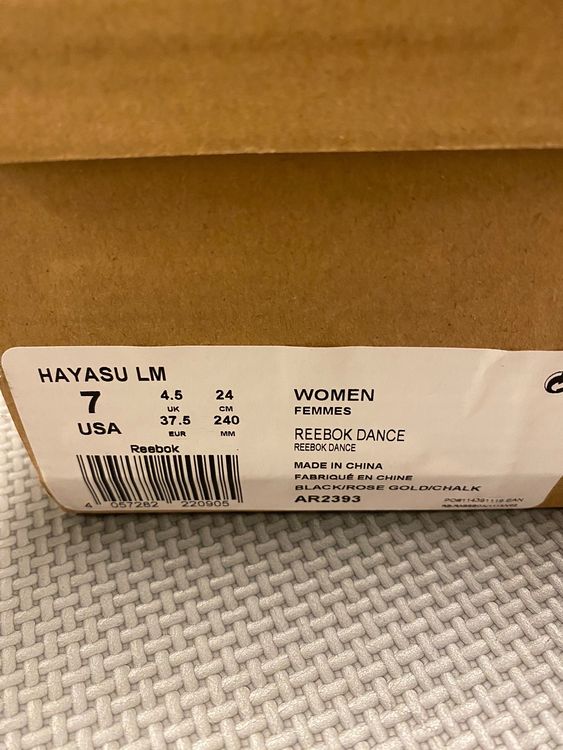 HAYASU LM
7 USA
4.5 UK
24 CM
37.5 EUR
240 MM
Reebok
4 057282 220905
WOMEN
FEMMES
REEBOK DANCE
REEBOK DANCE
MADE IN CHINA
FABRIQUÉ EN CHINE
BLACK/ROSE GOLD/CHALK
AR2393